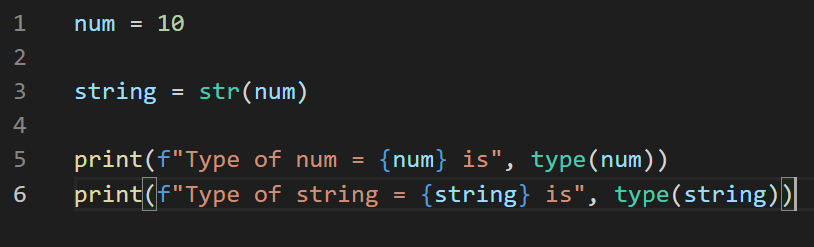 1 num = 10
2
3 string = str(num)
4
5 print(f"Type of num = {num} is", type(num))
6 print(f"Type of string = {string} is", type(string))